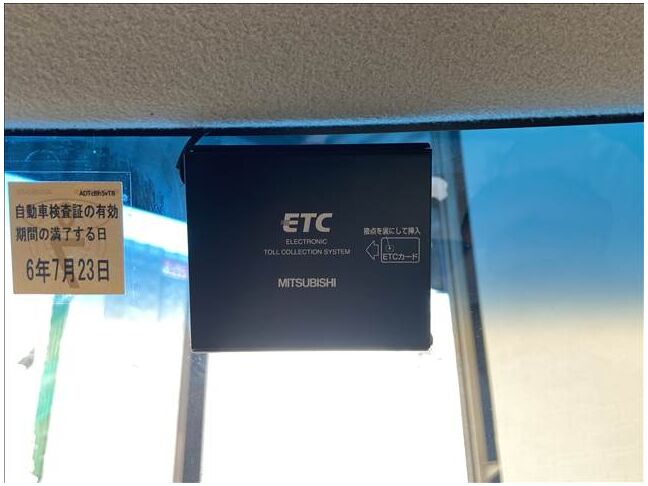 自動車検査証の有効
期間の満了する日
6年7月23日
ETC
ELECTRONIC
TOLL COLLECTION SYSTEM
接点を裏にして挿入
ETCカード
MITSUBISHI